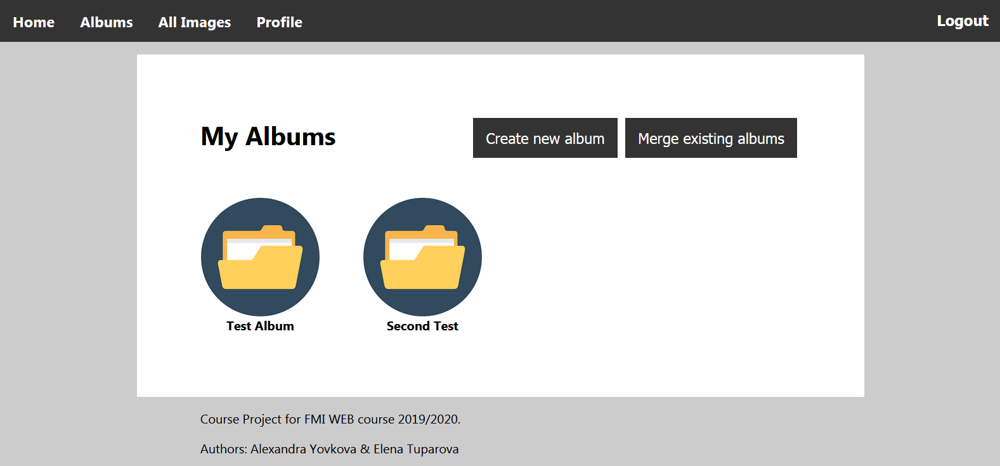 Home Albums All Images Profile Logout
My Albums Create new album Merge existing albums
Test Album Second Test
Course Project for FMI WEB course 2019/2020.
Authors: Alexandra Yovkova & Elena Tuparova